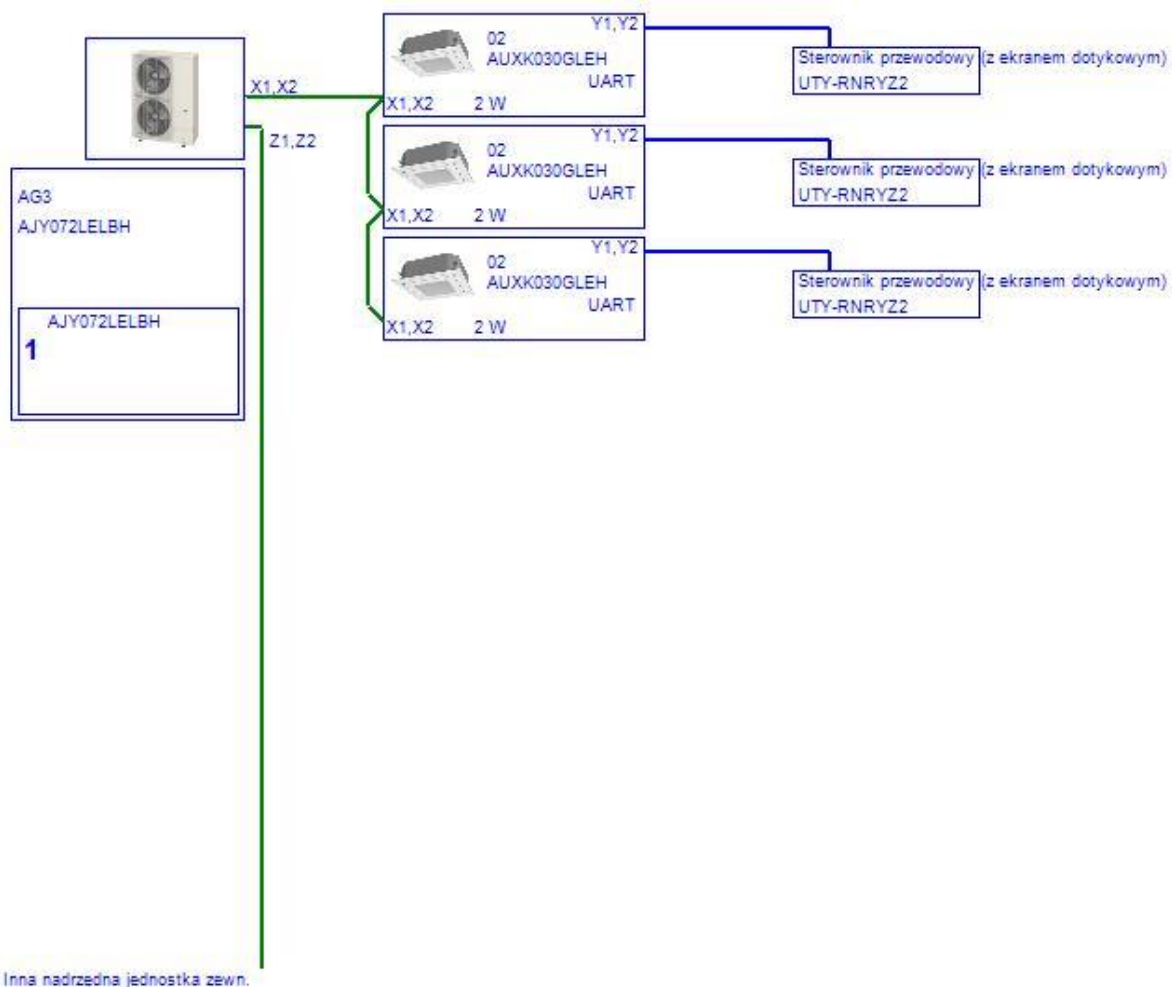 X1,X2
Z1,Z2
AG3
AJY072LELBH
AJY072LELBH
1
Y1,Y2
02
AUXK030GLEH
UART
X1,X2 2 W
Sterownik przewodowy (z ekranem dotykowym)
UTY-RNRYZ2
Y1,Y2
02
AUXK030GLEH
UART
X1,X2 2 W
Sterownik przewodowy (z ekranem dotykowym)
UTY-RNRYZ2
Y1,Y2
02
AUXK030GLEH
UART
X1,X2 2 W
Sterownik przewodowy (z ekranem dotykowym)
UTY-RNRYZ2
Inna nadrzędna jednostka zewn.